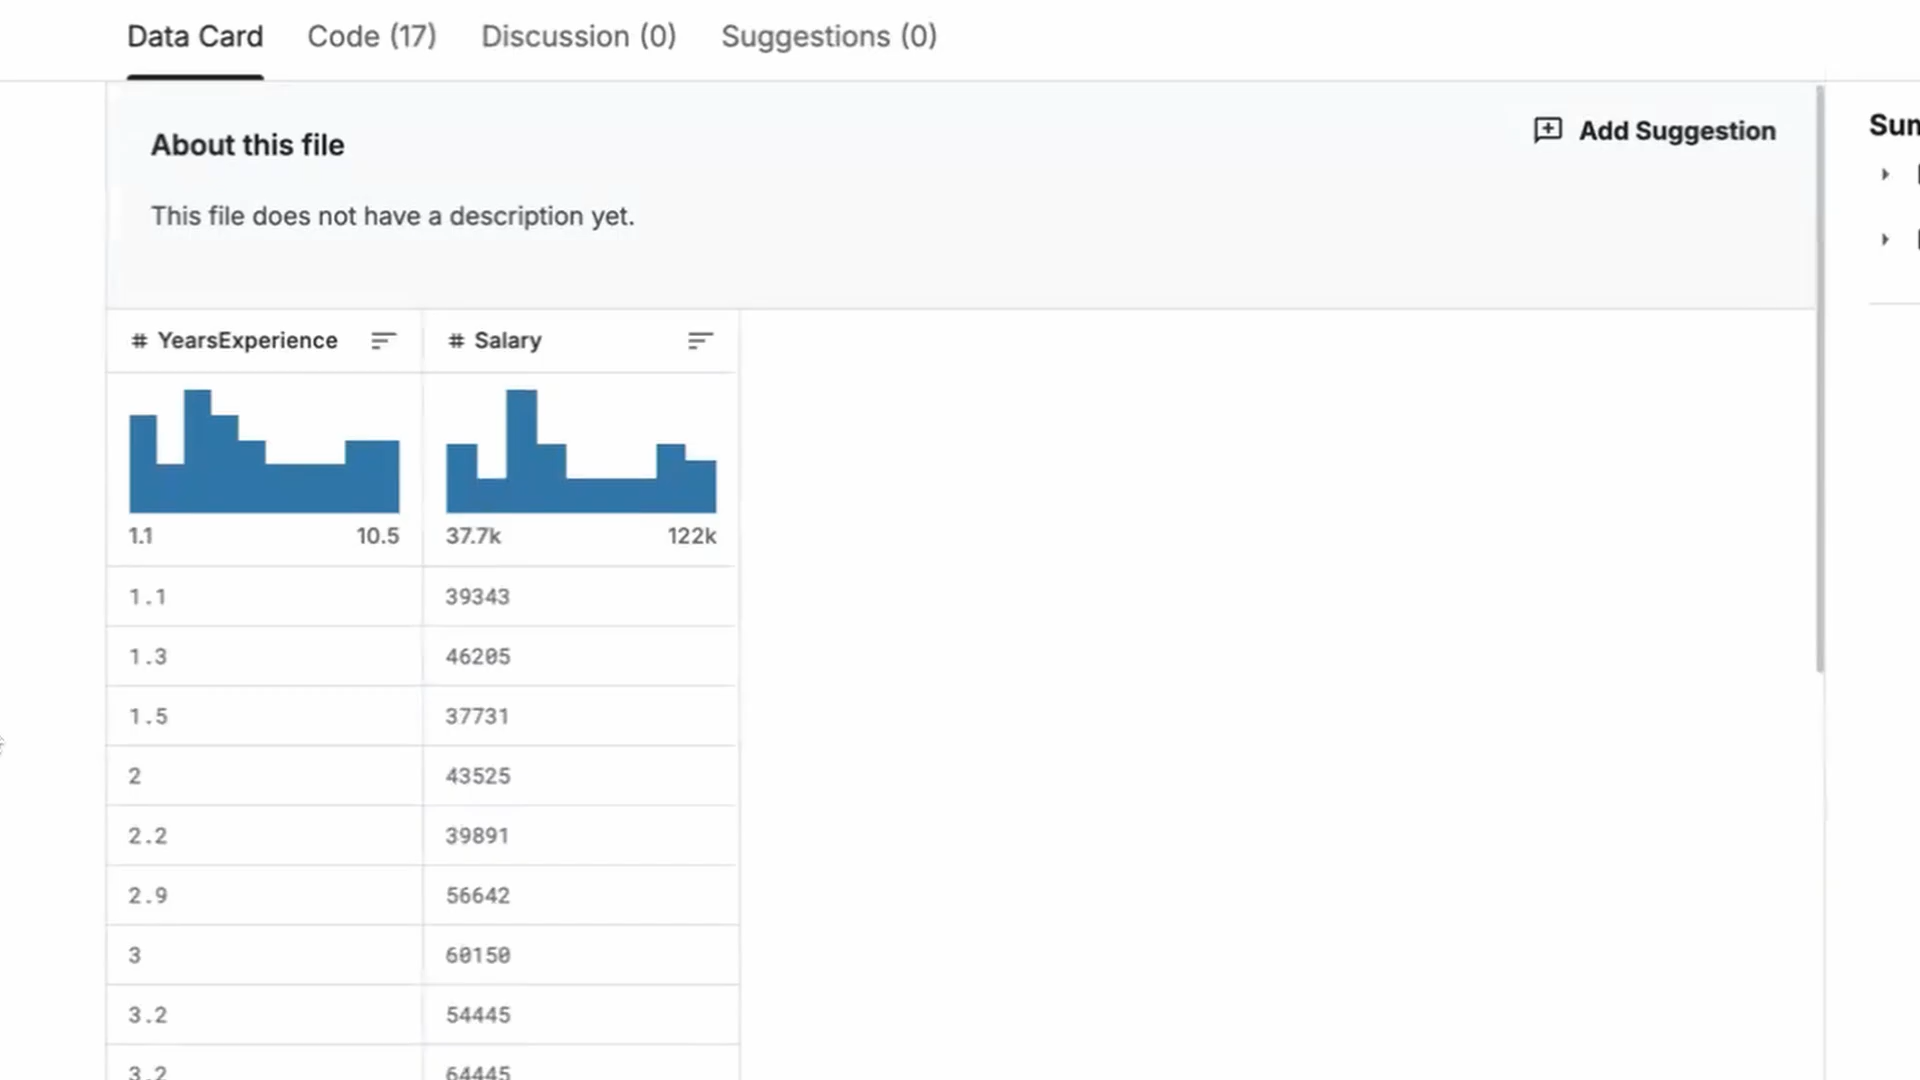 Data Card Code (17) Discussion (0) Suggestions (0)
About this file
Add Suggestion
This file does not have a description yet.
# YearsExperience # Salary
1.1 10.5 37.7k 122k
1.1 39343
1.3 46205
1.5 37731
2 43525
2.2 39891
2.9 56642
3 60150
3.2 54445
3.2 64445